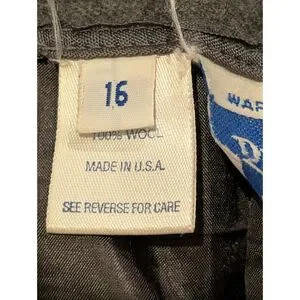 16
100% WOOL
MADE IN U.S.A.
SEE REVERSE FOR CARE